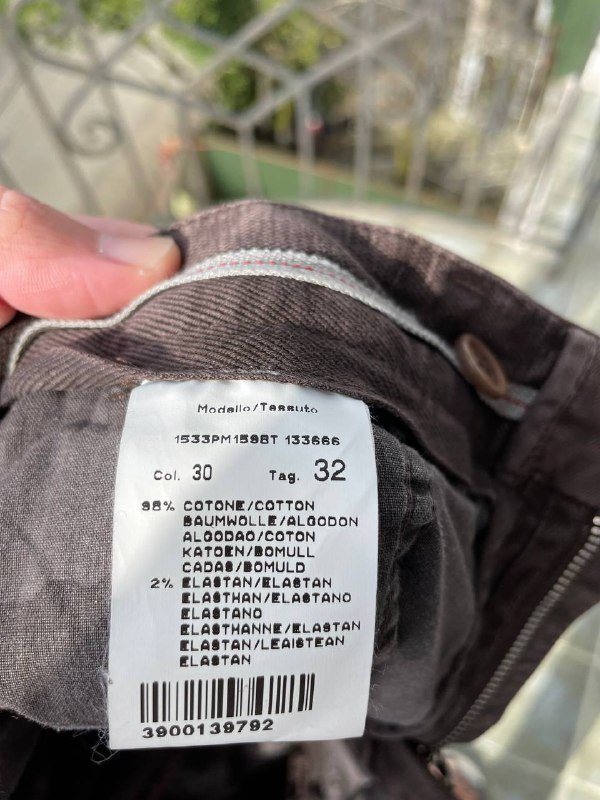 Modello/Tessuto
1533PM159BT 133666
Col. 30 Tag. 32
98% COTONE/COTTON
BAUMWOLLE/ALGODON
ALGODAO/COTON
KATOEN/BOMULL
CADAS/BOMULD
2% ELASTAN/ELASTAN
ELASTHAN/ELASTANO
ELASTANO
ELASTHANNE/ELASTAN
ELASTAN/LEAISTEAN
ELASTAN
3900139792